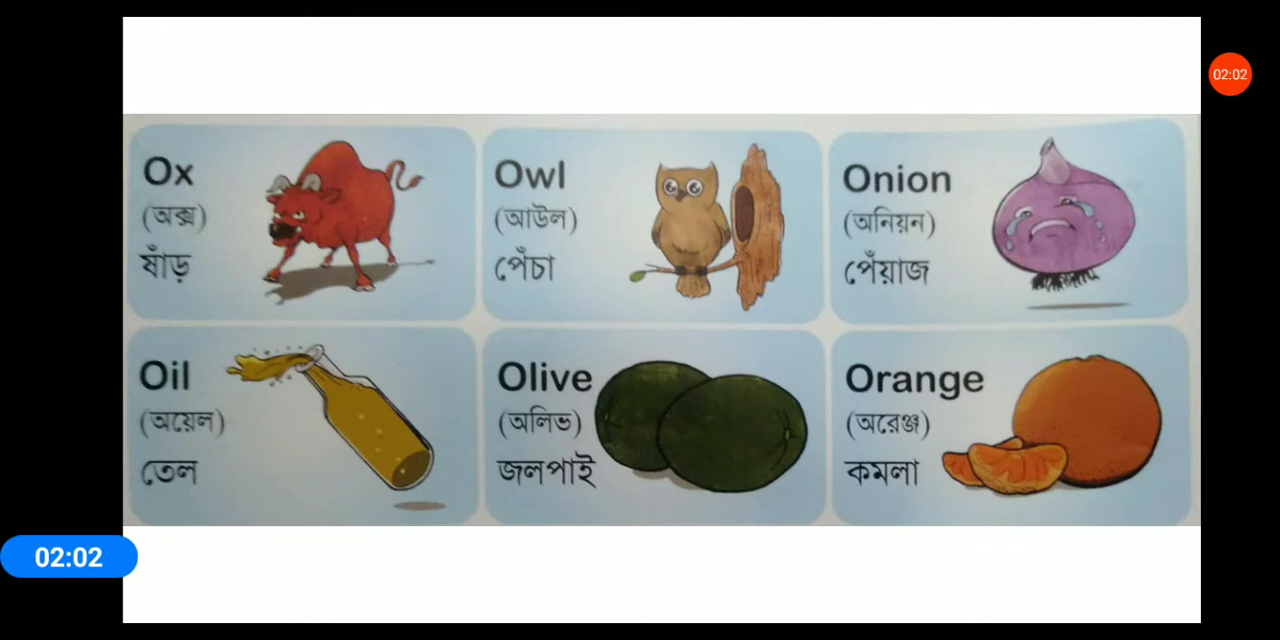 02:02
Ox
(অক্স)
ষাঁড়
Owl
(আউল)
পেঁচা
Onion
(অনিয়ন)
পেঁয়াজ
Oil
(অয়েল)
তেল
Olive
(অলিভ)
জলপাই
Orange
(অরেঞ্জ)
কমলা
02:02